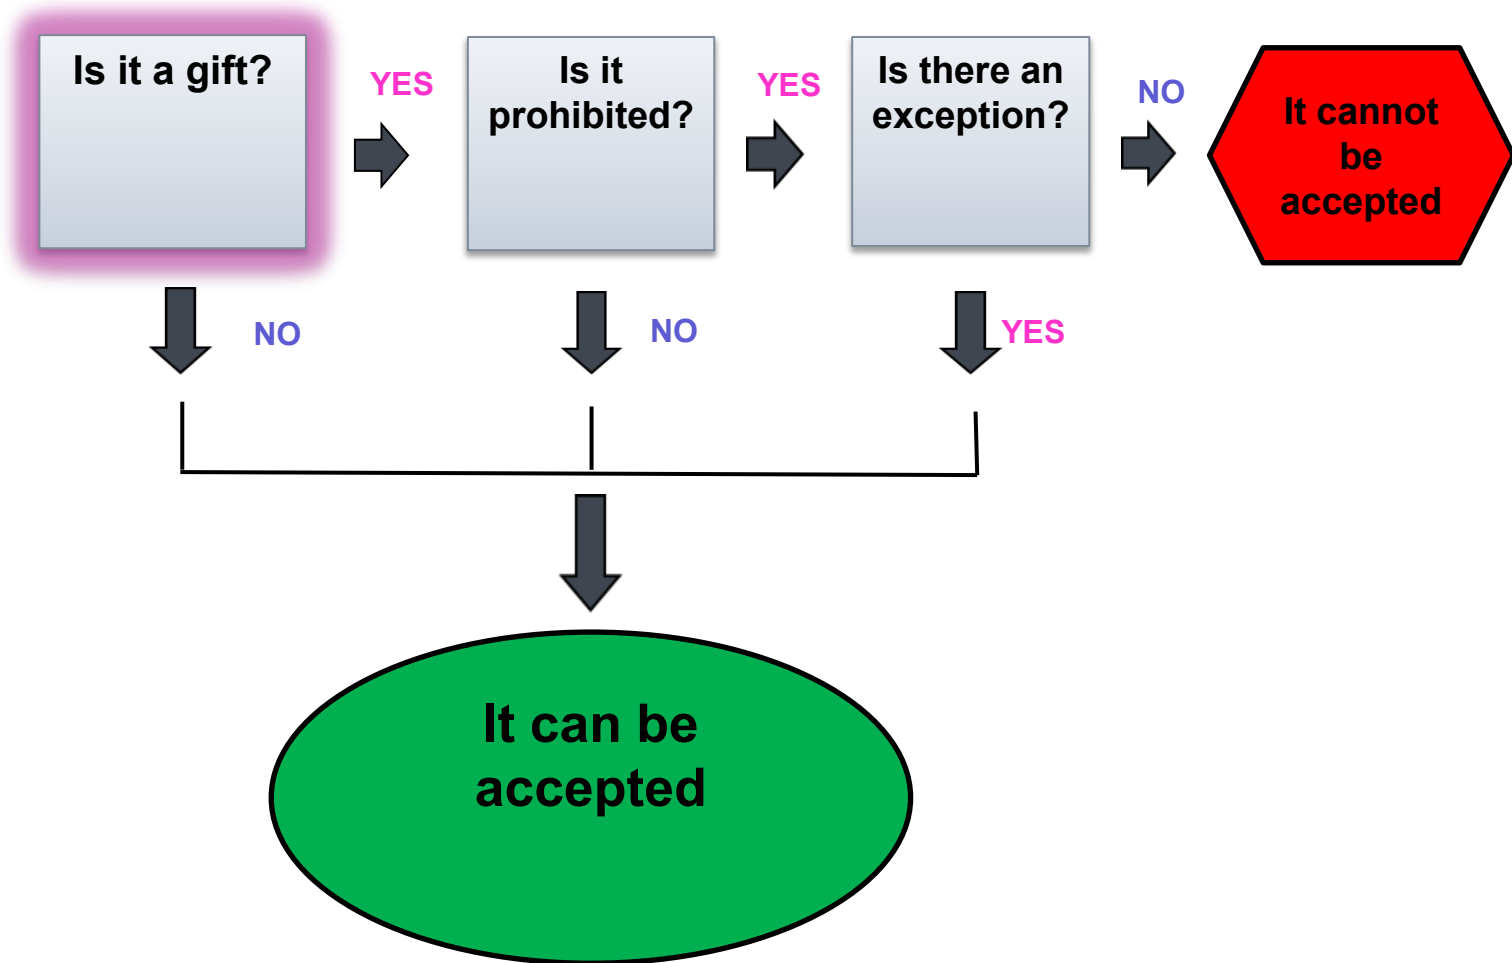 Is it a gift?
YES
Is it
prohibited?
YES
Is there an
exception?
NO
It cannot
be
accepted
NO
NO
YES
It can be
accepted